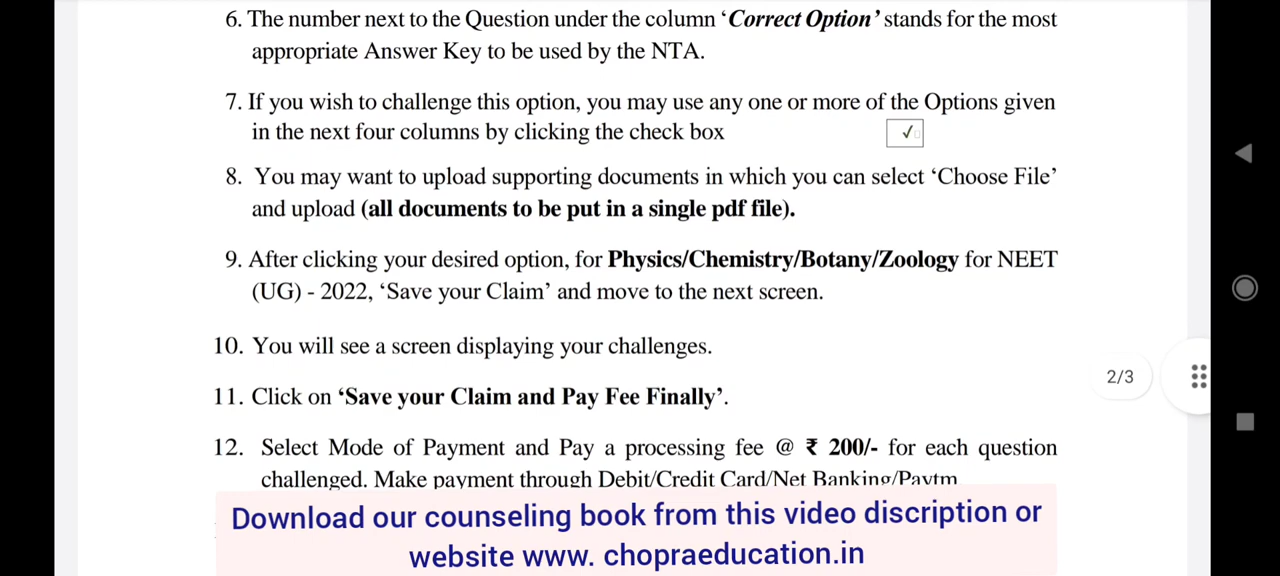 6. The number next to the Question under the column ‘Correct Option’ stands for the most
appropriate Answer Key to be used by the NTA.
7. If you wish to challenge this option, you may use any one or more of the Options given
in the next four columns by clicking the check box ✓
8. You may want to upload supporting documents in which you can select ‘Choose File’
and upload (all documents to be put in a single pdf file).
9. After clicking your desired option, for Physics/Chemistry/Botany/Zoology for NEET
(UG) - 2022, ‘Save your Claim’ and move to the next screen.
10. You will see a screen displaying your challenges.
2/3
11. Click on ‘Save your Claim and Pay Fee Finally’.
12. Select Mode of Payment and Pay a processing fee @ ₹ 200/- for each question
challenged. Make payment through Debit/Credit Card/Net Banking/Paytm
Download our counseling book from this video discription or
website www. chopraeducation.in